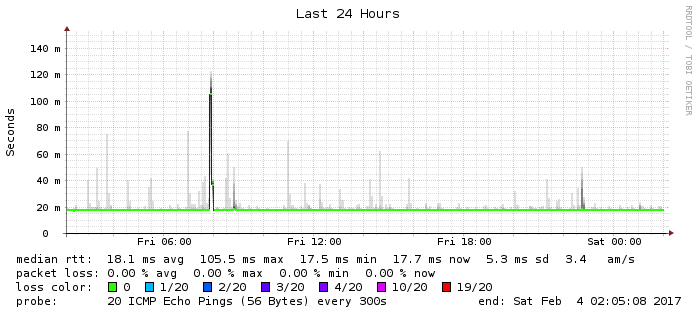 Last 24 Hours
RRDTOOL / TOBI OETIKER
Seconds
140 m
120 m
100 m
80 m
60 m
40 m
20 m
0
Fri 06:00 Fri 12:00 Fri 18:00 Sat 00:00
median rtt: 18.1 ms avg 105.5 ms max 17.5 ms min 17.7 ms now 5.3 ms sd 3.4 am/s
packet loss: 0.00 % avg 0.00 % max 0.00 % min 0.00 % now
loss color: 0 1/20 2/20 3/20 4/20 10/20 19/20
probe: 20 ICMP Echo Pings (56 Bytes) every 300s end: Sat Feb 4 02:05:08 2017